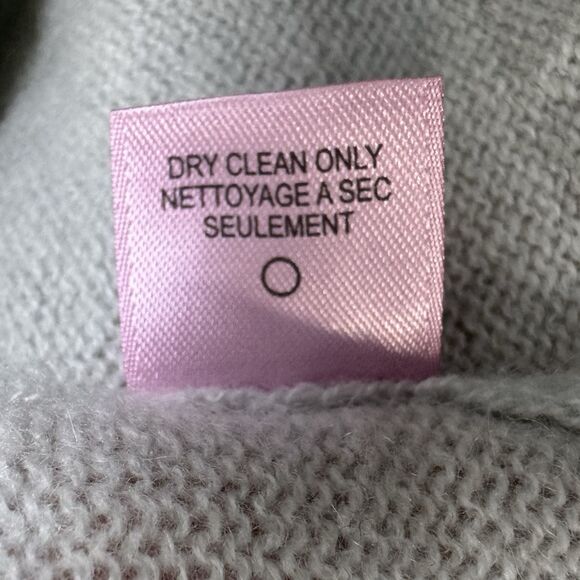 DRY CLEAN ONLY
NETTOYAGE A SEC
SEULEMENT